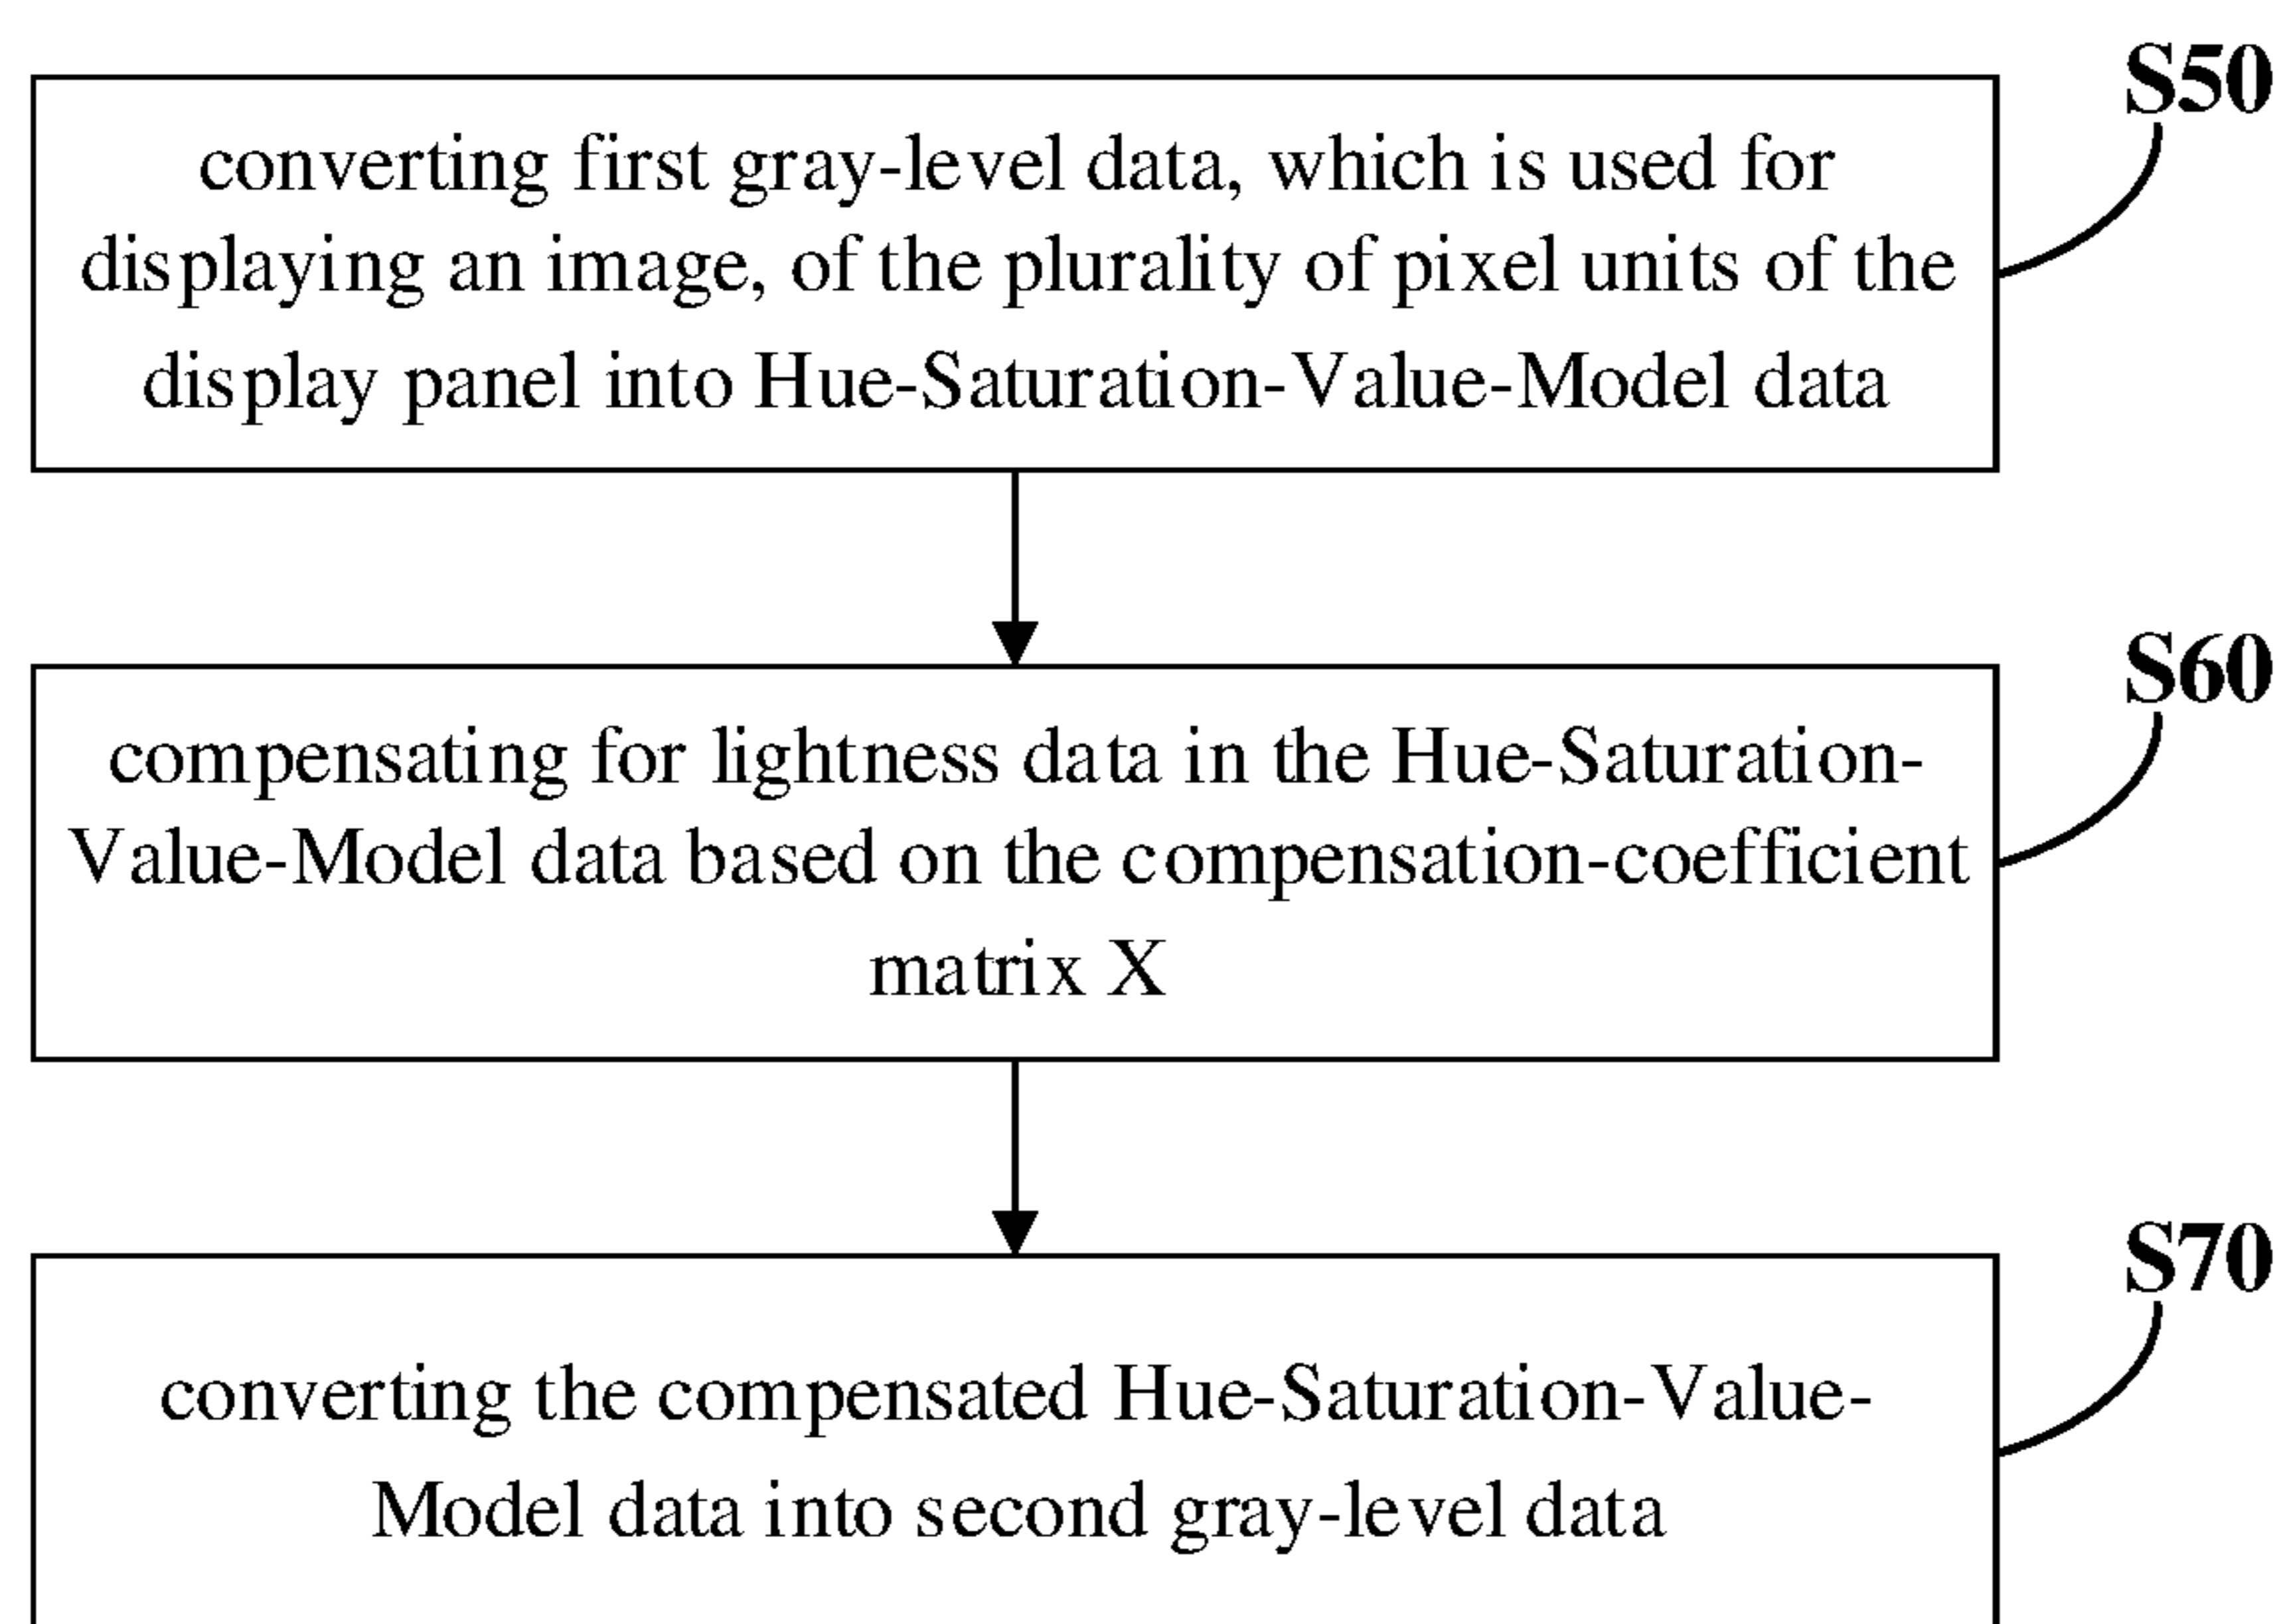 S50
converting first gray-level data, which is used for
displaying an image, of the plurality of pixel units of the
display panel into Hue-Saturation-Value-Model data
S60
compensating for lightness data in the Hue-Saturation-
Value-Model data based on the compensation-coefficient
matrix X
S70
converting the compensated Hue-Saturation-Value-
Model data into second gray-level data